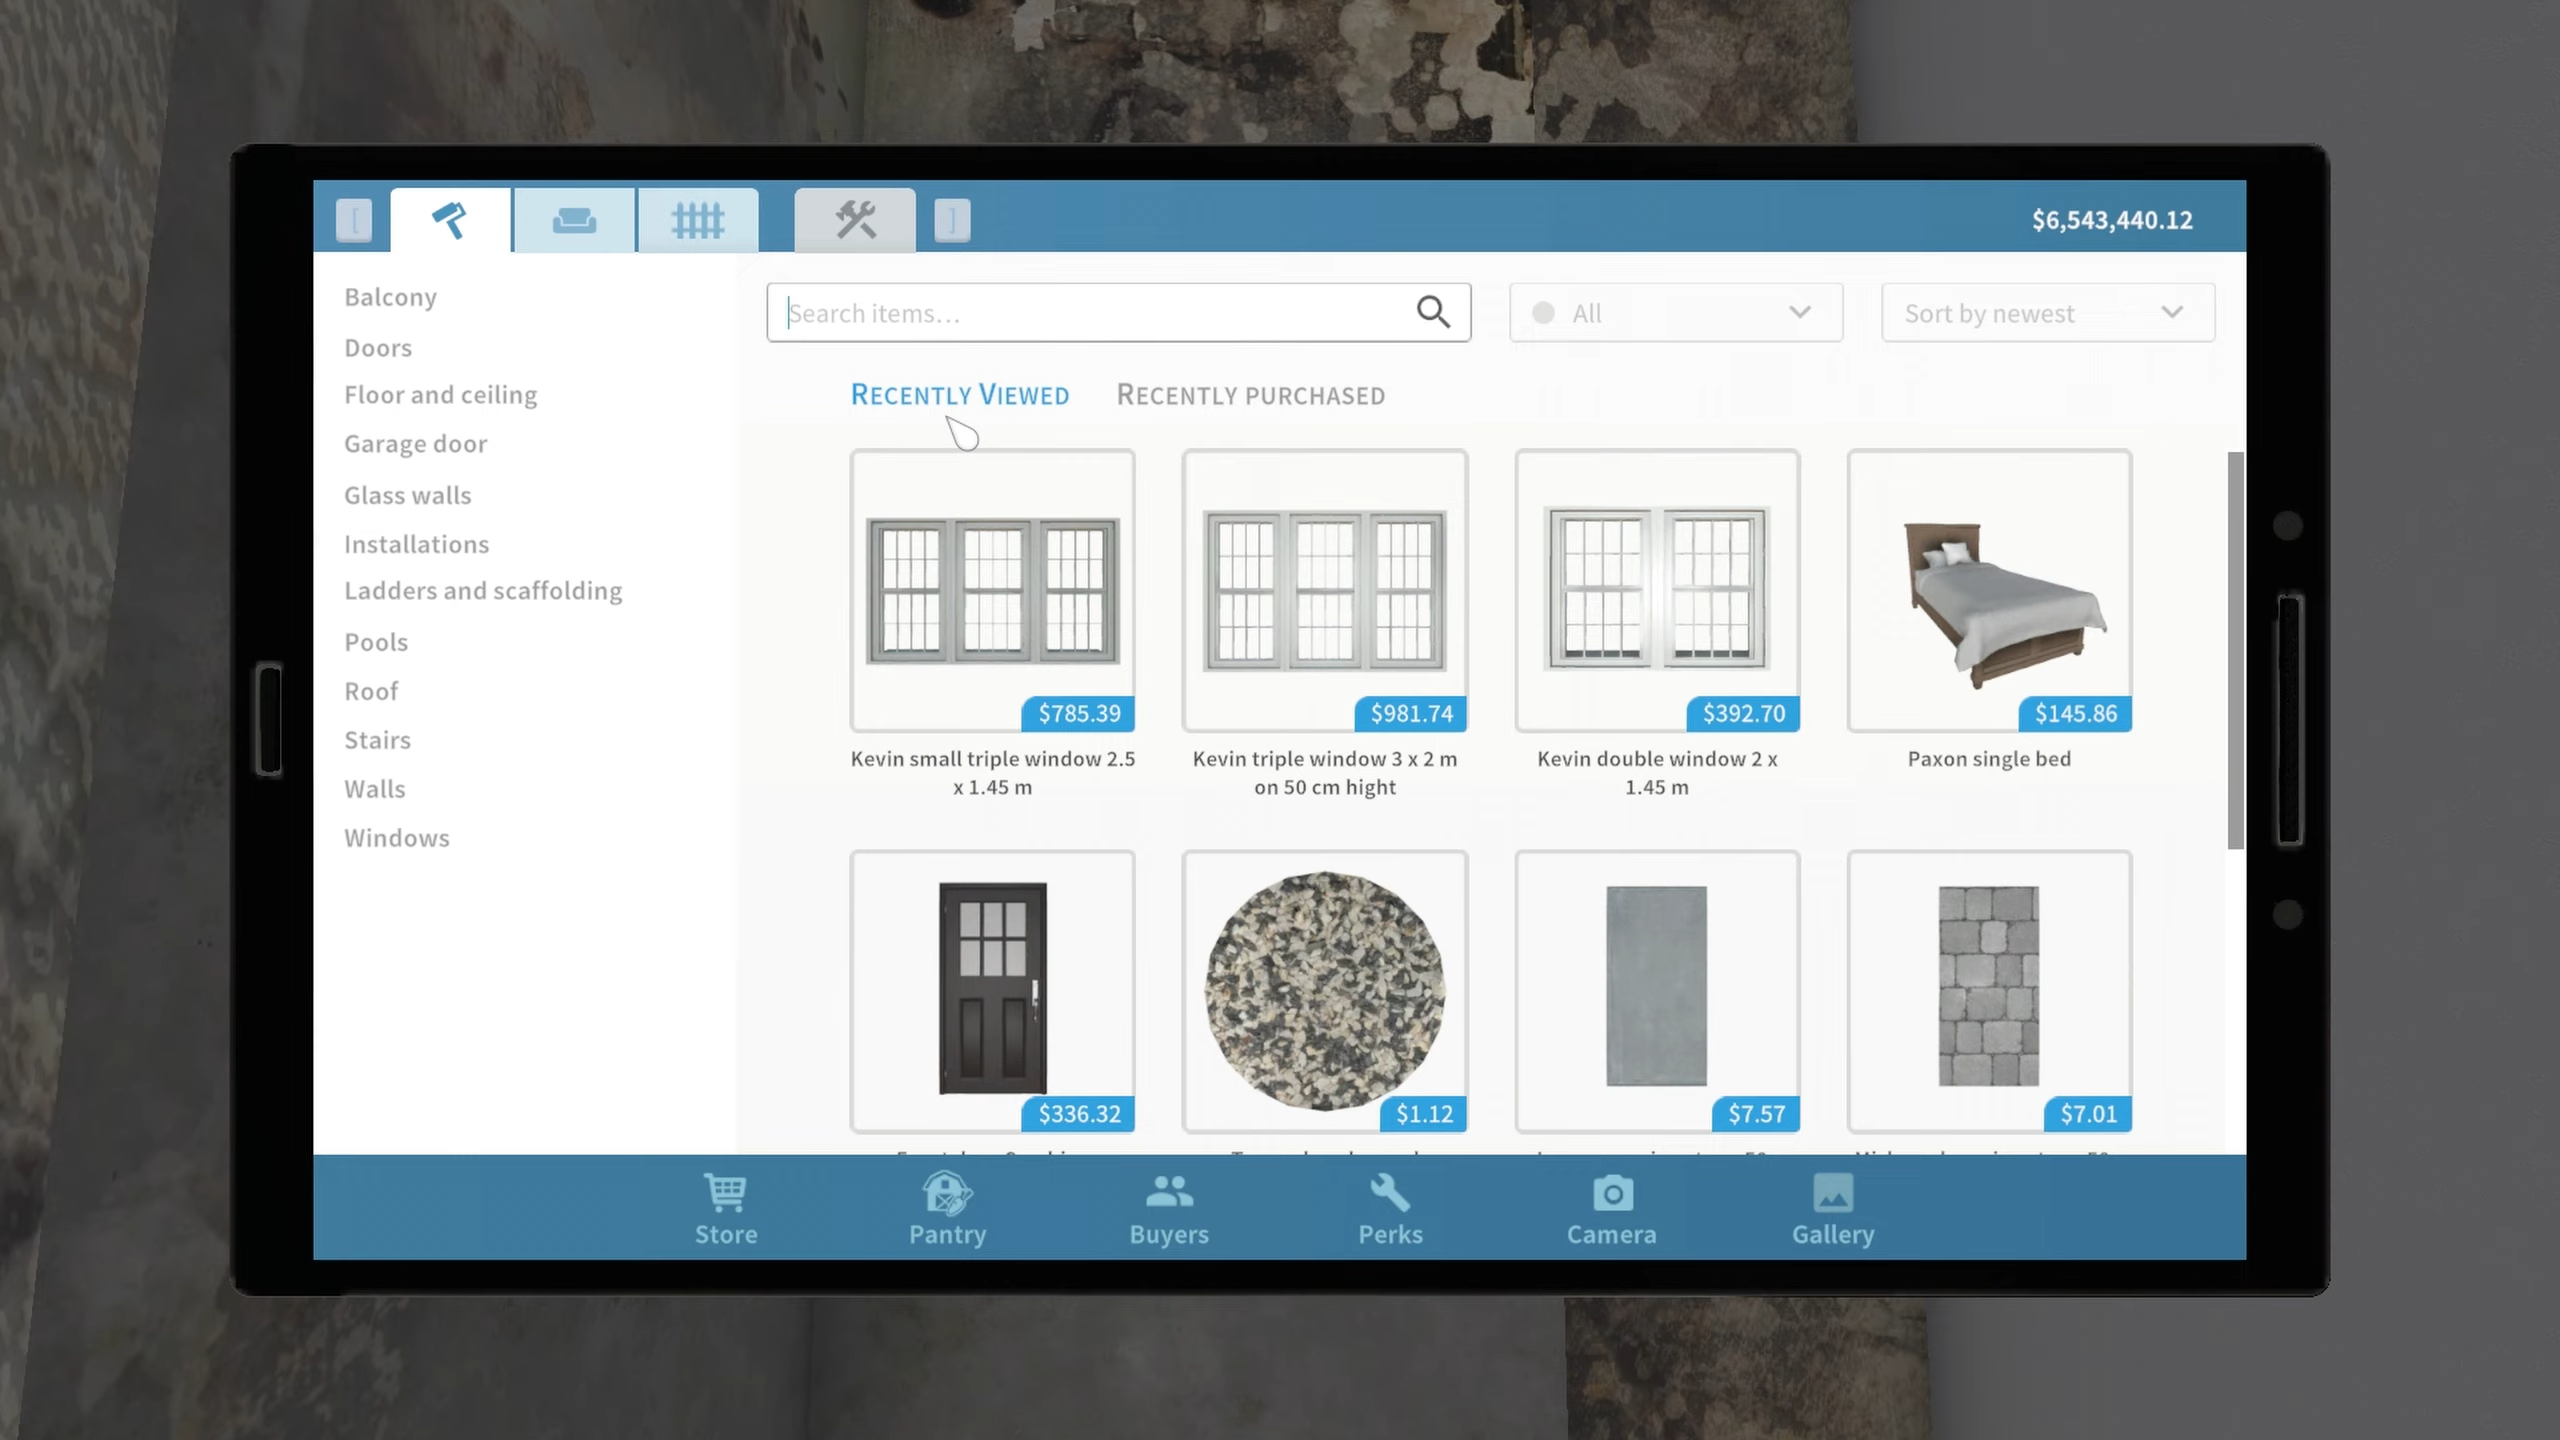 [
]
$6,543,440.12
Balcony
Doors
Floor and ceiling
Garage door
Glass walls
Installations
Ladders and scaffolding
Pools
Roof
Stairs
Walls
Windows
Search items...
All
Sort by newest
RECENTLY VIEWED
RECENTLY PURCHASED
$785.39
Kevin small triple window 2.5
x 1.45 m
$981.74
Kevin triple window 3 x 2 m
on 50 cm hight
$392.70
Kevin double window 2 x
1.45 m
$145.86
Paxon single bed
$336.32
$1.12
$7.57
$7.01
Store
Pantry
Buyers
Perks
Camera
Gallery